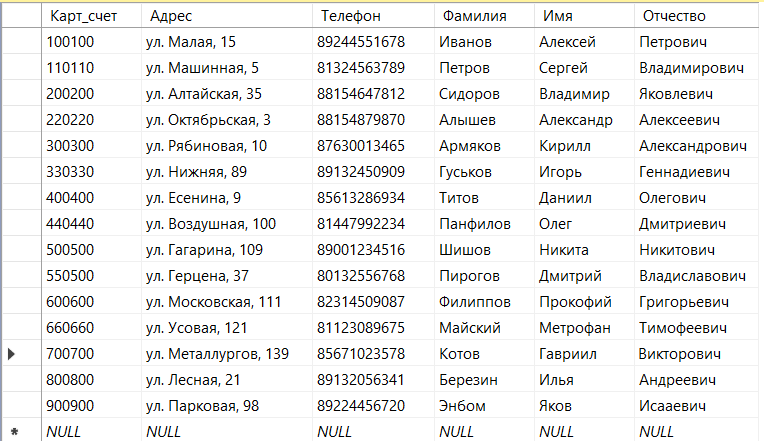 Карт_счет Адрес Телефон Фамилия Имя Отчество
100100 ул. Малая, 15 89244551678 Иванов Алексей Петрович
110110 ул. Машинная, 5 81324563789 Петров Сергей Владимирович
200200 ул. Алтайская, 35 88154647812 Сидоров Владимир Яковлевич
220220 ул. Октябрьская, 3 88154879870 Алышев Александр Алексеевич
300300 ул. Рябиновая, 10 87630013465 Армяков Кирилл Александрович
330330 ул. Нижняя, 89 89132450909 Гуськов Игорь Геннадиевич
400400 ул. Есенина, 9 85613286934 Титов Даниил Олегович
440440 ул. Воздушная, 100 81447992234 Панфилов Олег Дмитриевич
500500 ул. Гагарина, 109 89001234516 Шишов Никита Никитович
550500 ул. Герцена, 37 80132556768 Пирогов Дмитрий Владиславович
600600 ул. Московская, 111 82314509087 Филиппов Прокофий Григорьевич
660660 ул. Усовая, 121 81123089675 Майский Метрофан Тимофеевич
700700 ул. Металлургов, 139 85671023578 Котов Гавриил Викторович
800800 ул. Лесная, 21 89132056341 Березин Илья Андреевич
900900 ул. Парковая, 98 89224456720 Энбом Яков Исаевич
NULL NULL NULL NULL NULL NULL